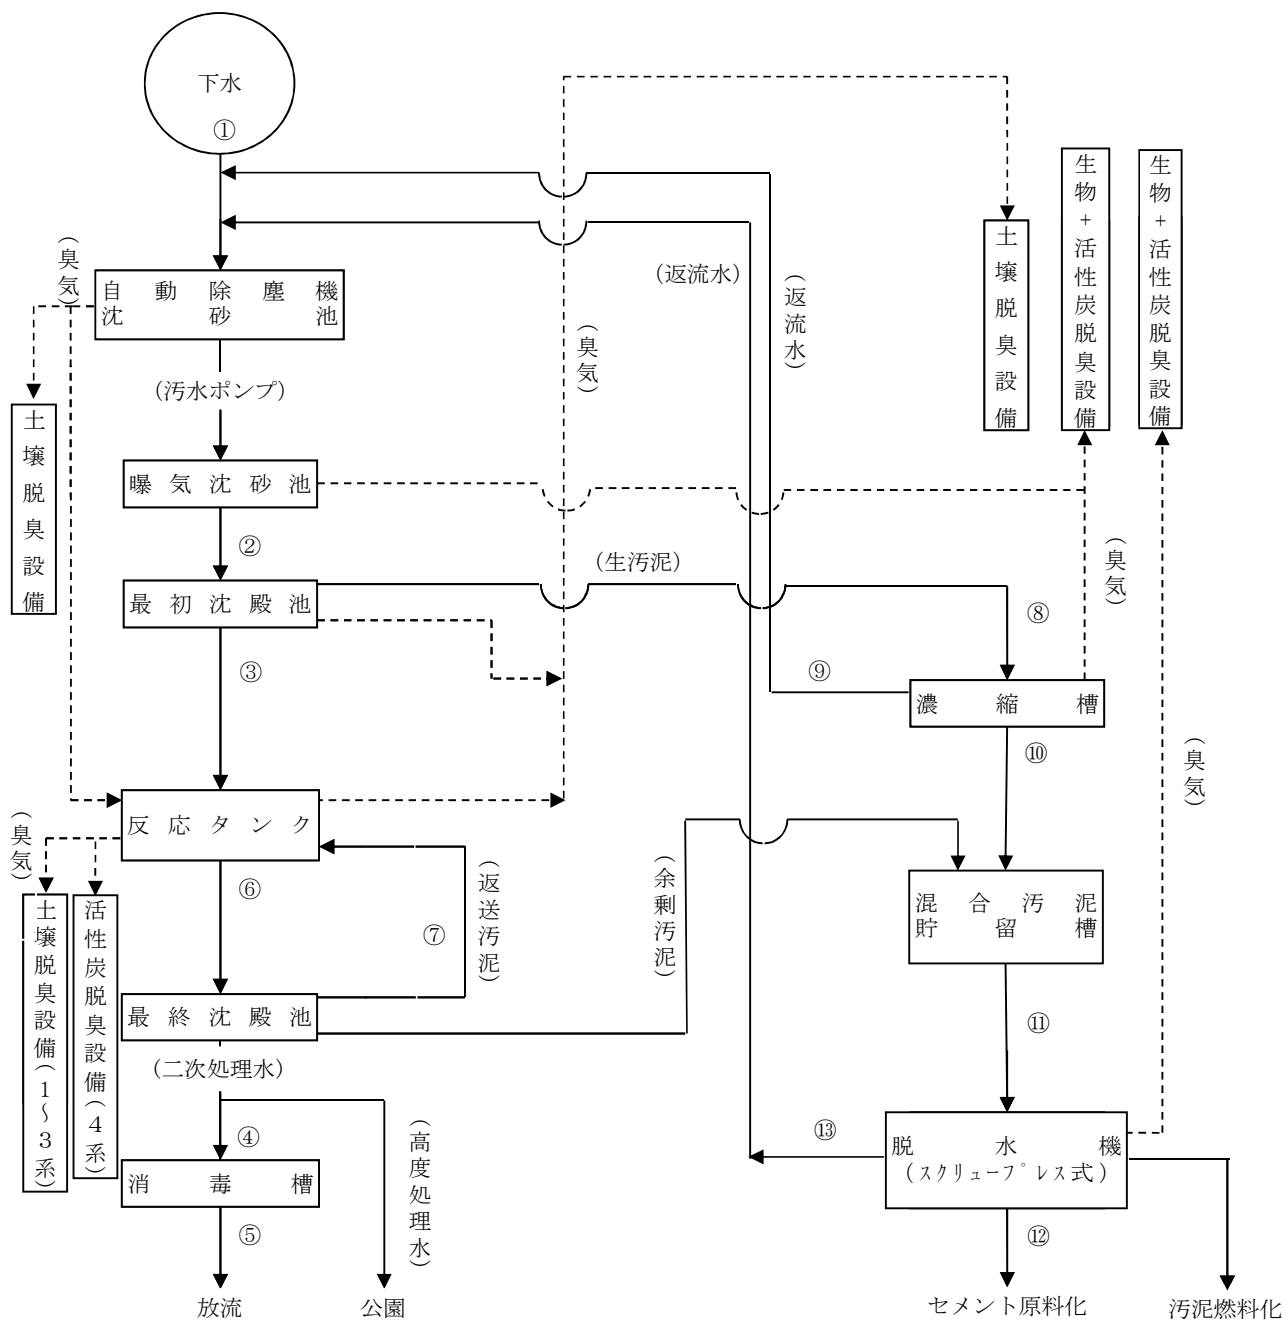 下水
①
(臭気)
自動除塵機
沈砂池
(返流水)
(返流水)
(臭気)
土壌脱臭設備
生物+活性炭脱臭設備
生物+活性炭脱臭設備
(汚水ポンプ)
土壌脱臭設備
曝気沈砂池
②
(生汚泥)
(臭気)
最初沈殿池
⑧
③
⑨
濃縮槽
⑩
(臭気)
反応タンク
(臭気)
⑥
(返送汚泥)
⑦
(余剰汚泥)
混合汚泥
貯留槽
土壌脱臭設備(1~3系)
活性炭脱臭設備(4系)
最終沈殿池
⑪
(二次処理水)
④
(高度処理水)
⑬
脱水機
(スクリュープレス式)
消毒槽
⑤
⑫
放流
公園
セメント原料化
汚泥燃料化